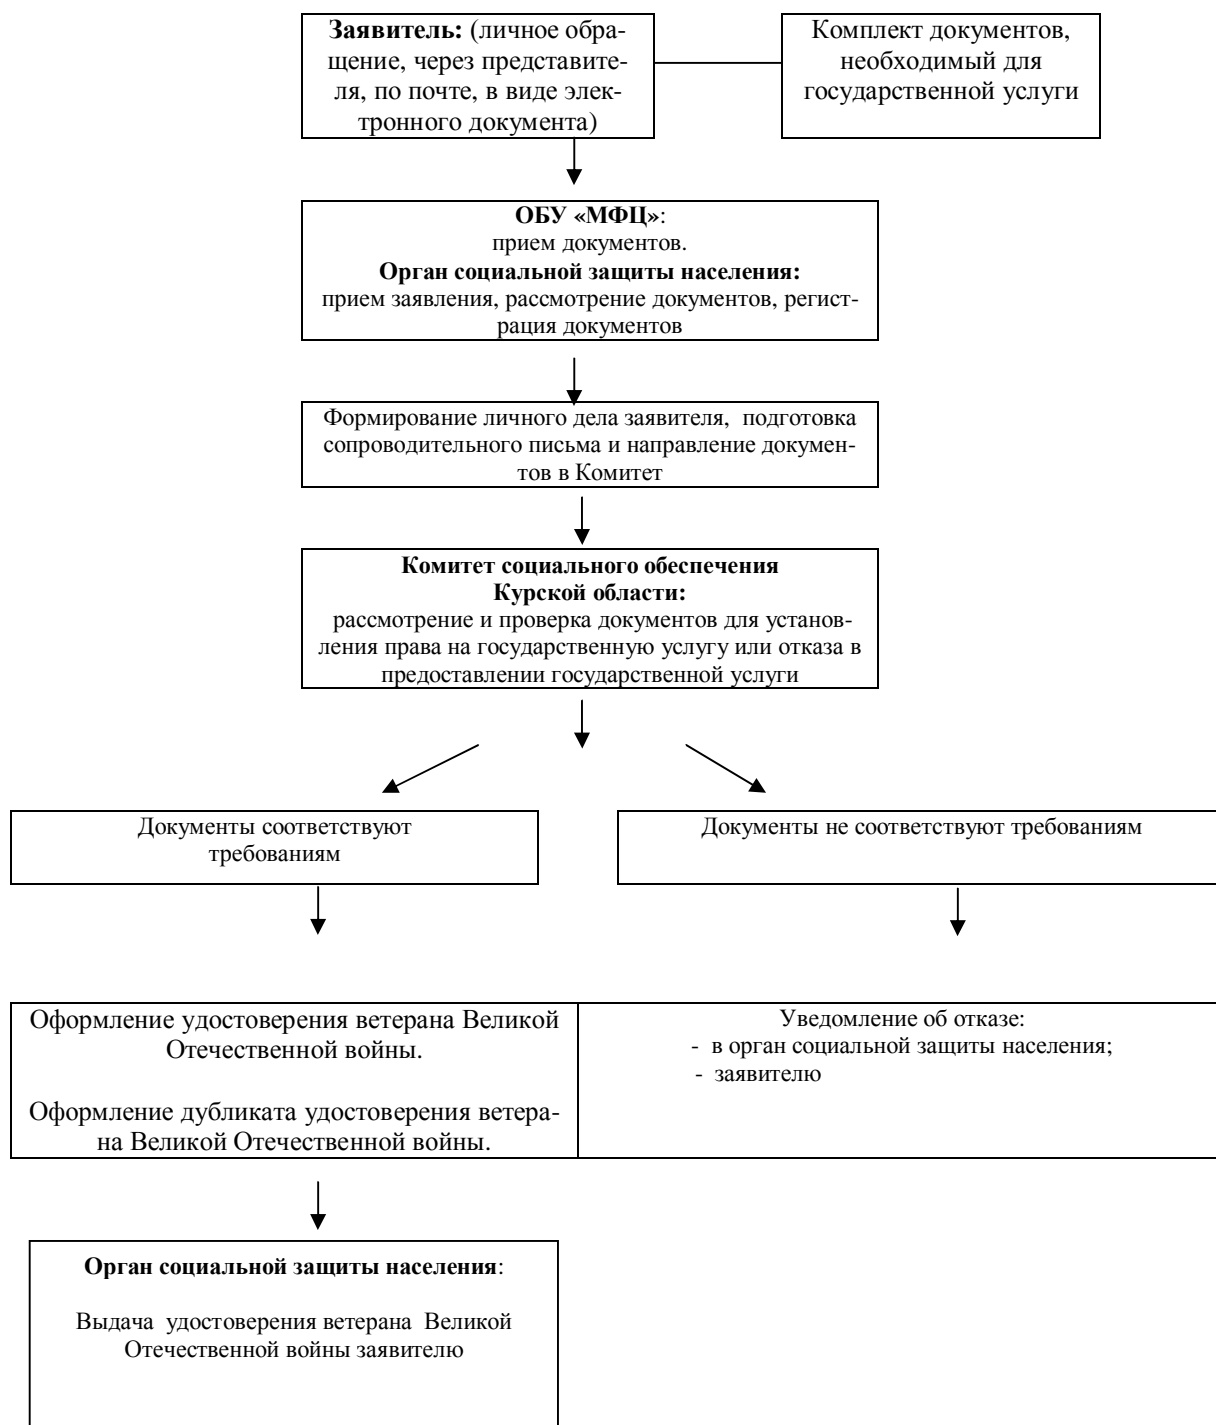 Заявитель: (личное обра-
щение, через представите-
ля, по почте, в виде элек-
тронного документа)
Комплект документов,
необходимый для
государственной услуги
ОБУ «МФЦ»:
прием документов.
Орган социальной защиты населения:
прием заявления, рассмотрение документов, регист-
рация документов
Формирование личного дела заявителя, подготовка
сопроводительного письма и направление докумен-
тов в Комитет
Комитет социального обеспечения
Курской области:
рассмотрение и проверка документов для установ-
ления права на государственную услугу или отказа в
предоставлении государственной услуги
Документы соответствуют
требованиям
Документы не соответствуют требованиям
Оформление удостоверения ветерана Великой
Отечественной войны.
Оформление дубликата удостоверения ветера-
на Великой Отечественной войны.
Уведомление об отказе:
- в орган социальной защиты населения;
- заявителю
Орган социальной защиты населения:
Выдача удостоверения ветерана Великой
Отечественной войны заявителю